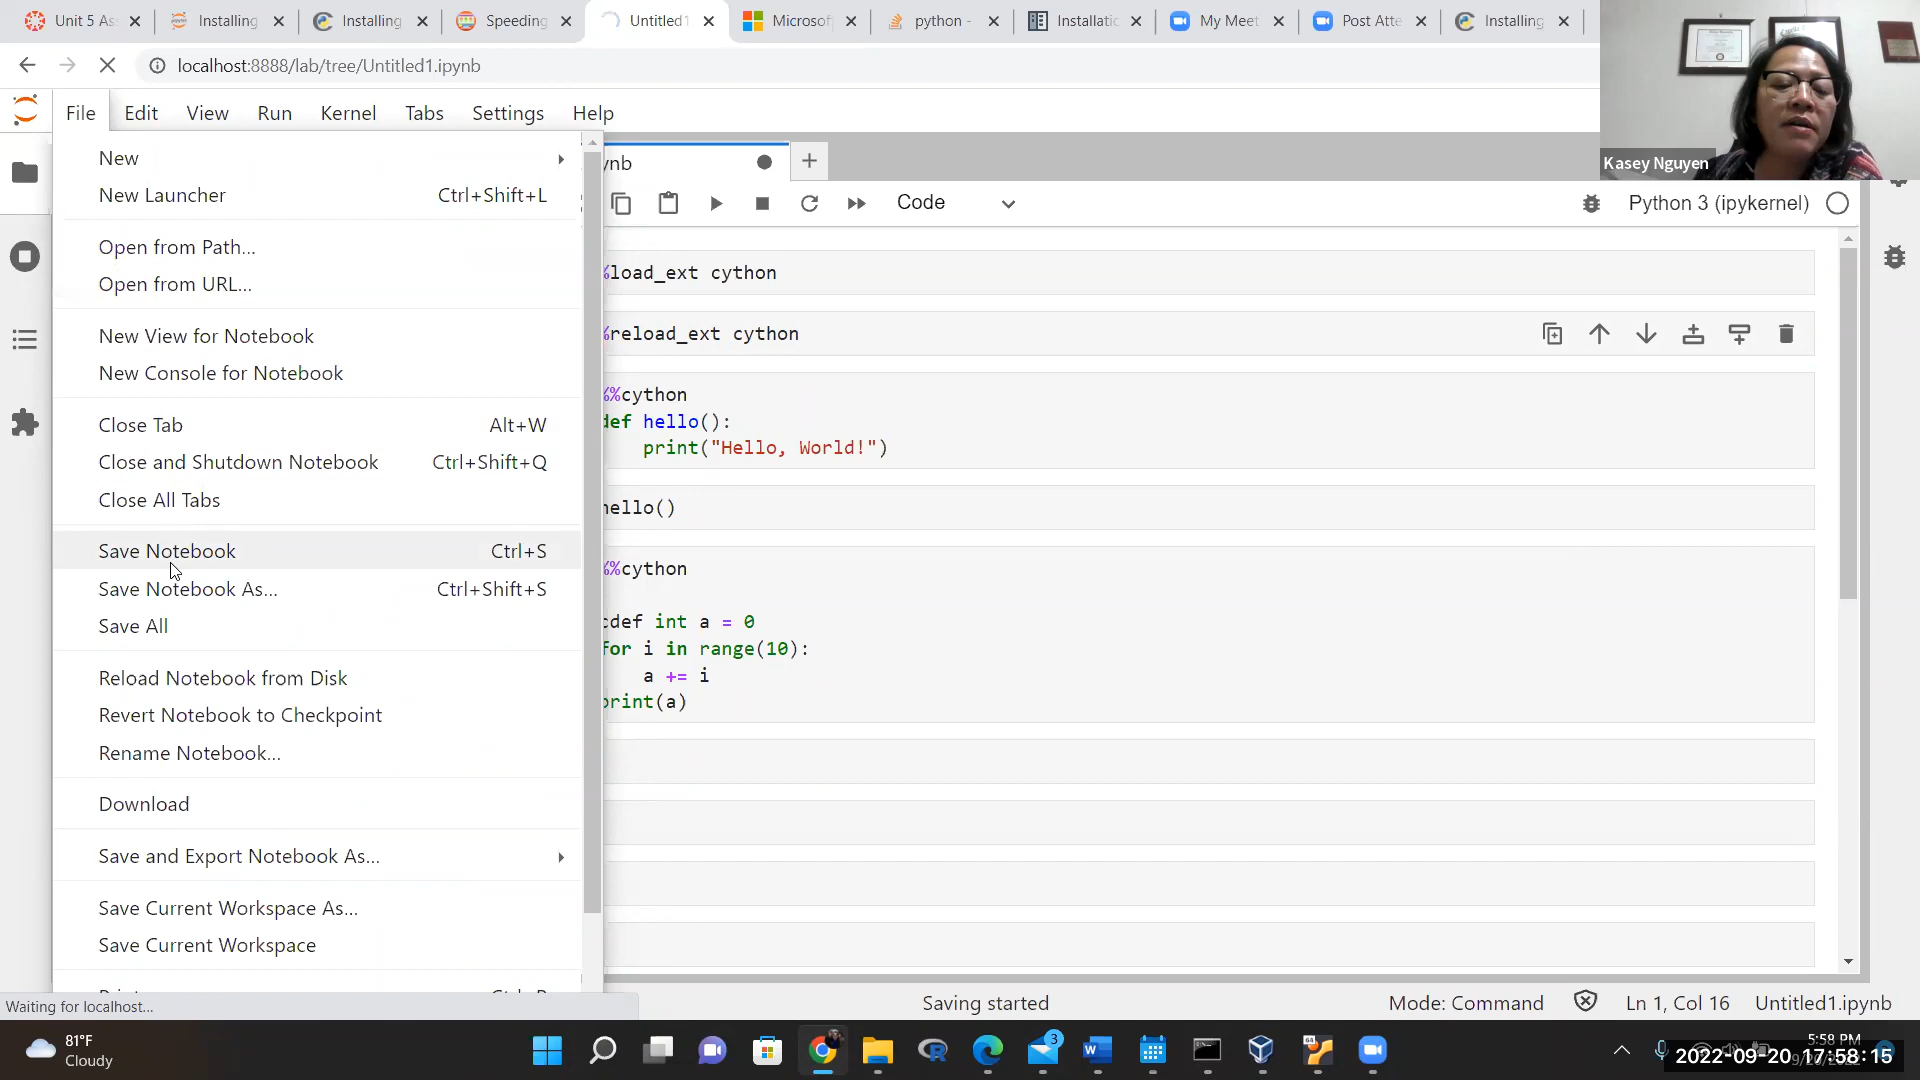 Unit 5 Ass
Installing
Installing
Speeding
Untitled1
Microsof
python -
Installatic
My Meet
Post Atte
Installing
localhost:8888/lab/tree/Untitled1.ipynb
File Edit View Run Kernel Tabs Settings Help
Kasey Nguyen
New
New Launcher Ctrl+Shift+L
Open from Path...
Open from URL...
New View for Notebook
New Console for Notebook
Close Tab Alt+W
Close and Shutdown Notebook Ctrl+Shift+Q
Close All Tabs
Save Notebook Ctrl+S
Save Notebook As... Ctrl+Shift+S
Save All
Reload Notebook from Disk
Revert Notebook to Checkpoint
Rename Notebook...
Download
Save and Export Notebook As...
Save Current Workspace As...
Save Current Workspace
ynb
Code
Python 3 (ipykernel)
%load_ext cython
%reload_ext cython
%%cython
def hello():
print("Hello, World!")
hello()
%%cython
cdef int a = 0
for i in range(10):
a += i
print(a)
Waiting for localhost...
Saving started
Mode: Command
Ln 1, Col 16
Untitled1.ipynb
81°F
Cloudy
3
64
5:58 PM
2022-09-20 17:58:15